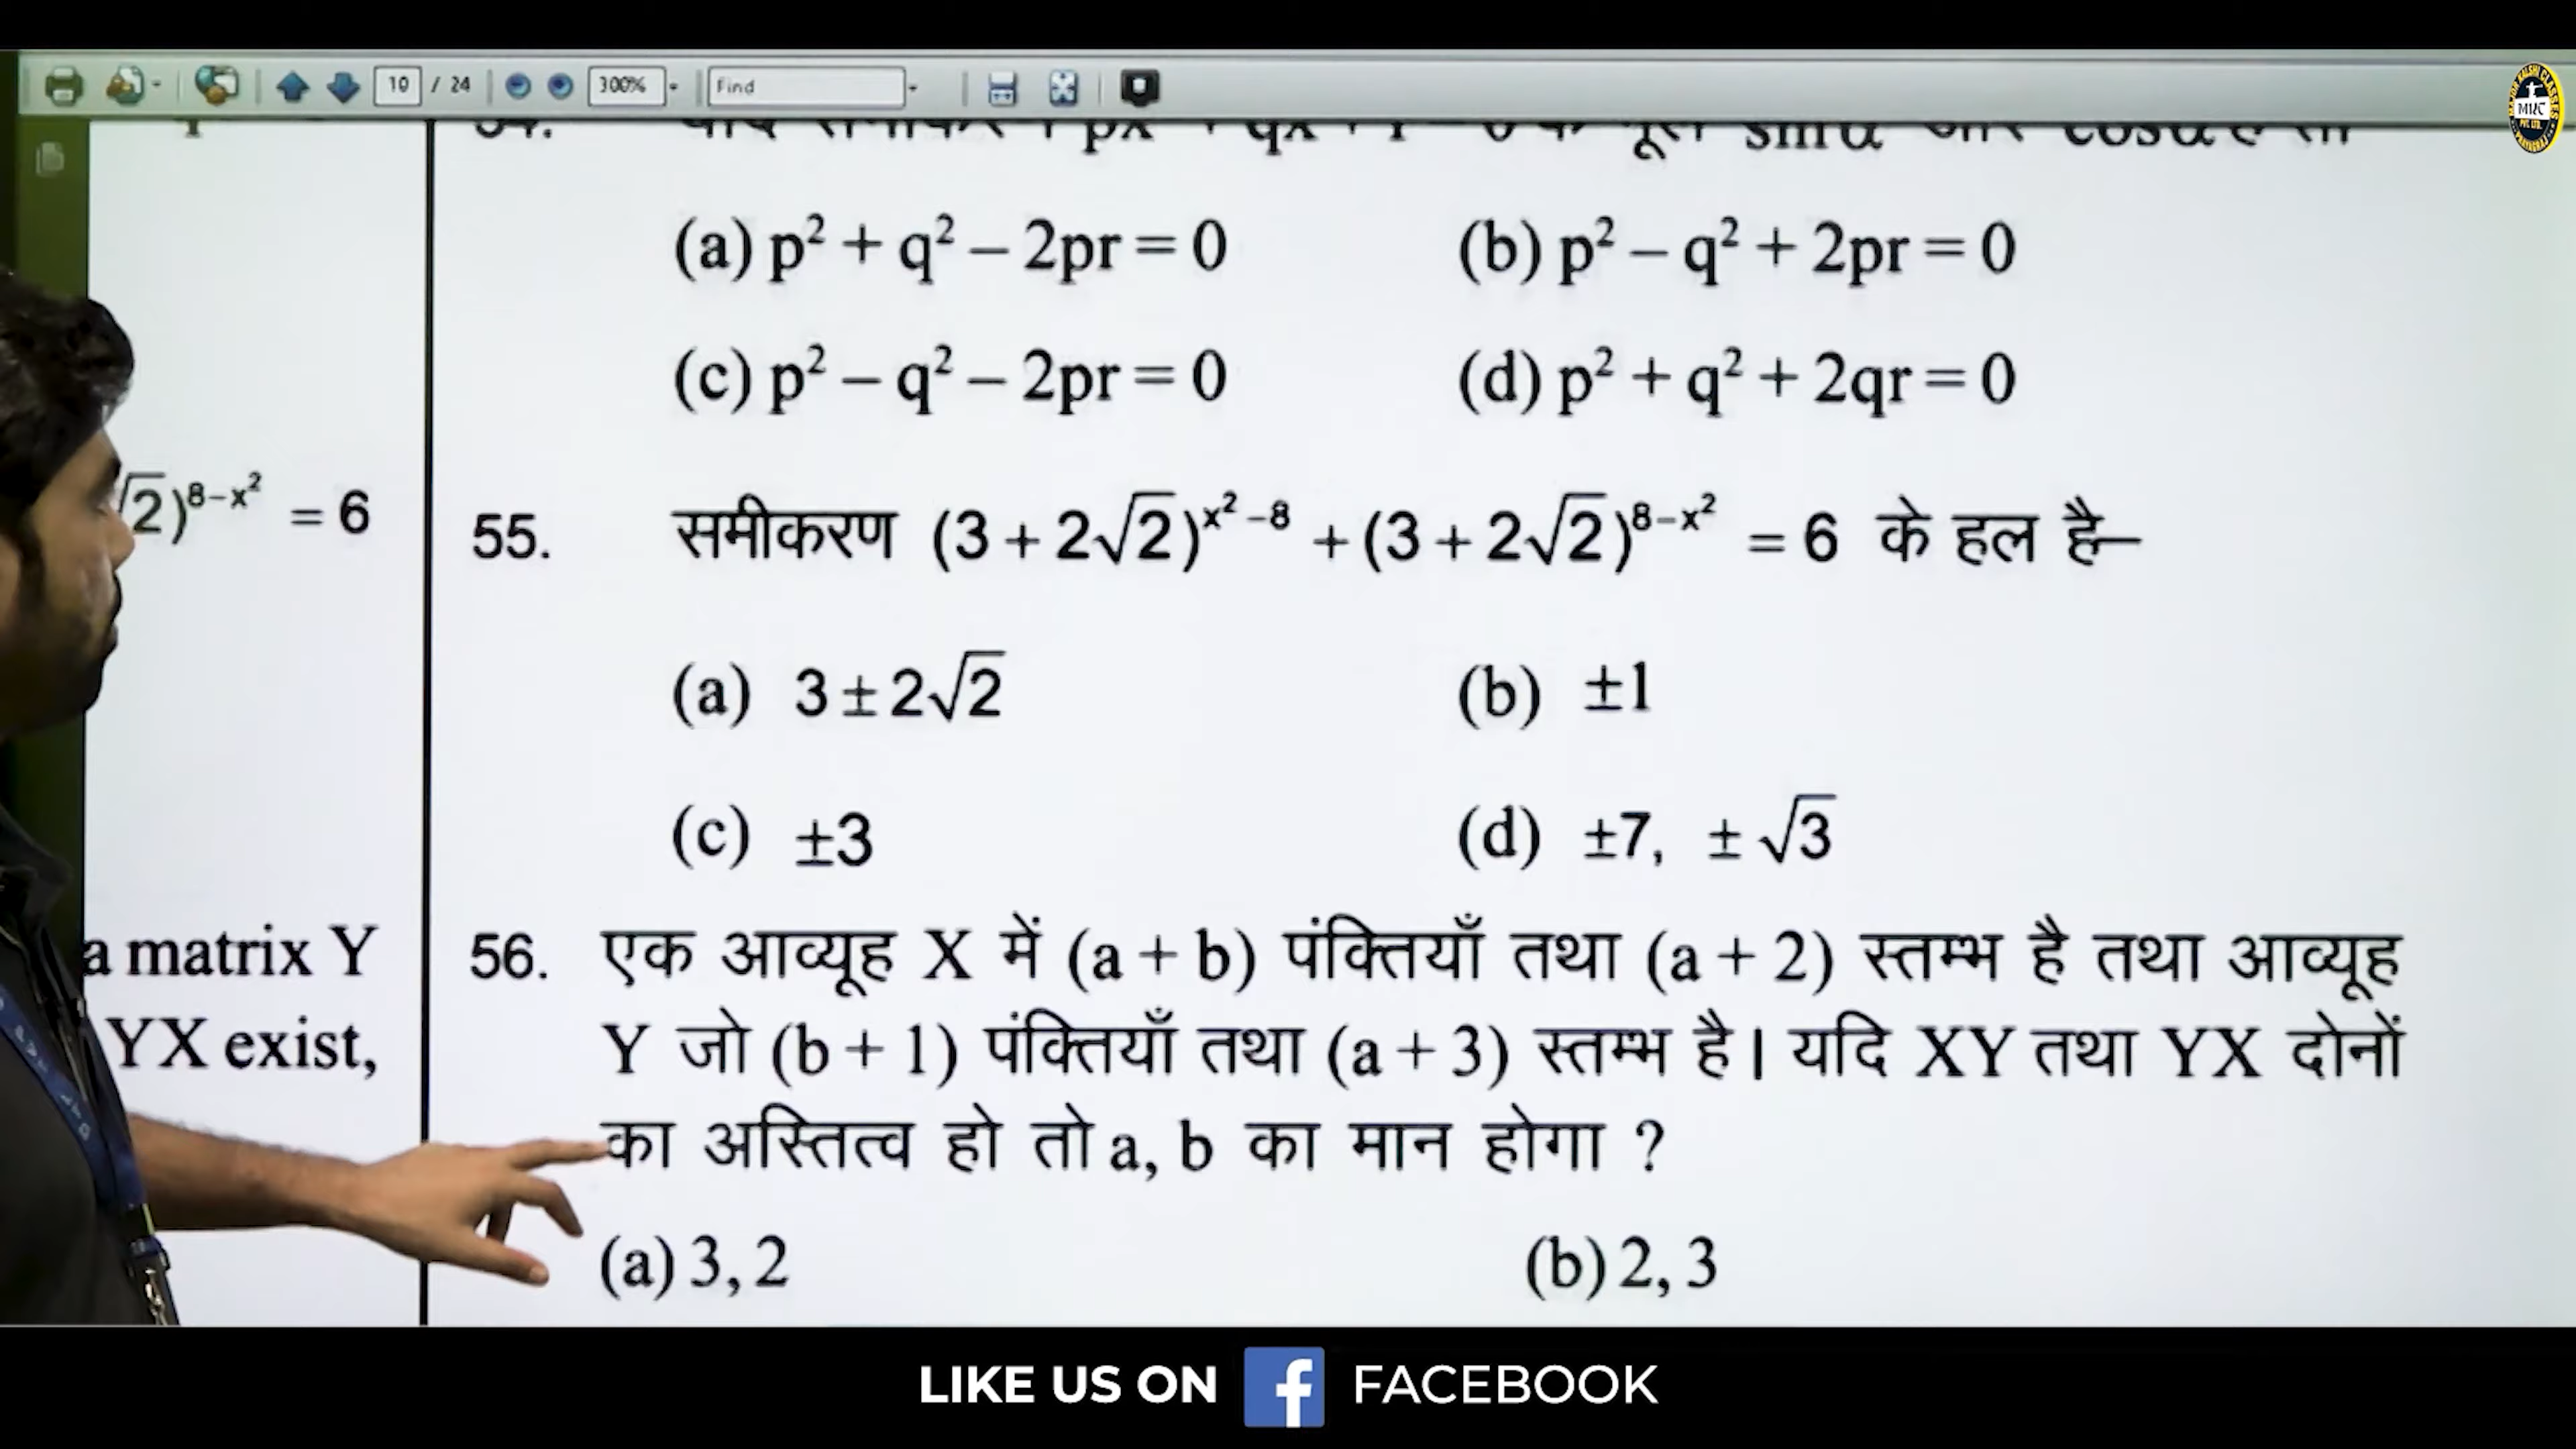 10 / 24 300% Find
(a) p² + q² – 2pr = 0 (b) p² – q² + 2pr = 0
(c) p² – q² – 2pr = 0 (d) p² + q² + 2qr = 0
√2)^{8–x²} = 6
55. समीकरण (3 + 2√2)^{x²–8} + (3 + 2√2)^{8–x²} = 6 के हल है–
(a) 3 ± 2√2 (b) ±1
(c) ±3 (d) ±7, ± √3
a matrix Y
YX exist,
56. एक आव्यूह X में (a + b) पंक्तियाँ तथा (a + 2) स्तम्भ है तथा आव्यूह
Y जो (b + 1) पंक्तियाँ तथा (a + 3) स्तम्भ है। यदि XY तथा YX दोनों
का अस्तित्व हो तो a, b का मान होगा ?
(a) 3, 2 (b) 2, 3
LIKE US ON f FACEBOOK